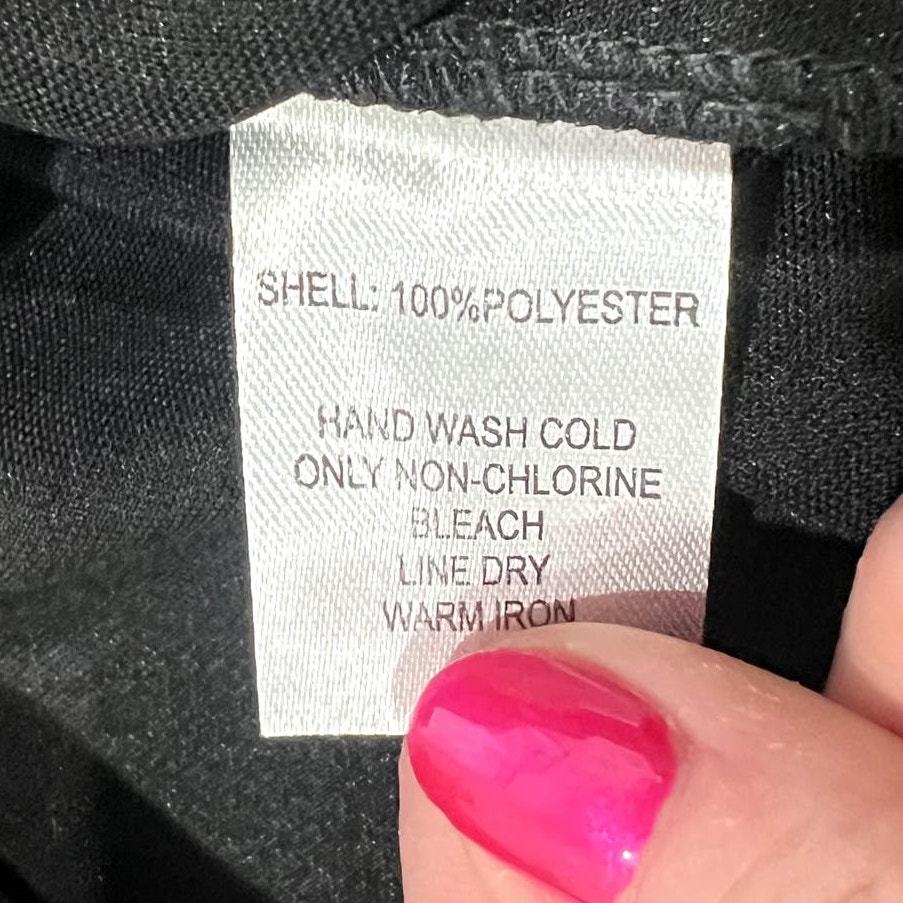 SHELL: 100%POLYESTER
HAND WASH COLD
ONLY NON-CHLORINE
BLEACH
LINE DRY
WARM IRON